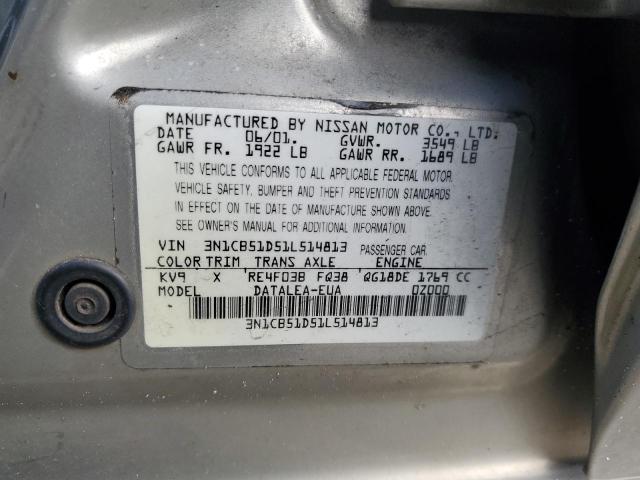 MANUFACTURED BY NISSAN MOTOR CO., LTD.
DATE 06/01. GVWR. 3549 LB
GAWR FR. 1922 LB GAWR RR. 1689 LB
THIS VEHICLE CONFORMS TO ALL APPLICABLE FEDERAL MOTOR
VEHICLE SAFETY, BUMPER AND THEFT PREVENTION STANDARDS
IN EFFECT ON THE DATE OF MANUFACTURE SHOWN ABOVE.
SEE OWNER'S MANUAL FOR ADDITIONAL INFORMATION
VIN 3N1CB51D51L514813 PASSENGER CAR.
COLOR TRIM TRANS AXLE ENGINE
KV9 X RE4F03B FQ38 QG18DE 1769 CC
MODEL DATALEA-EUA 0Z000
3N1CB51D51L514813